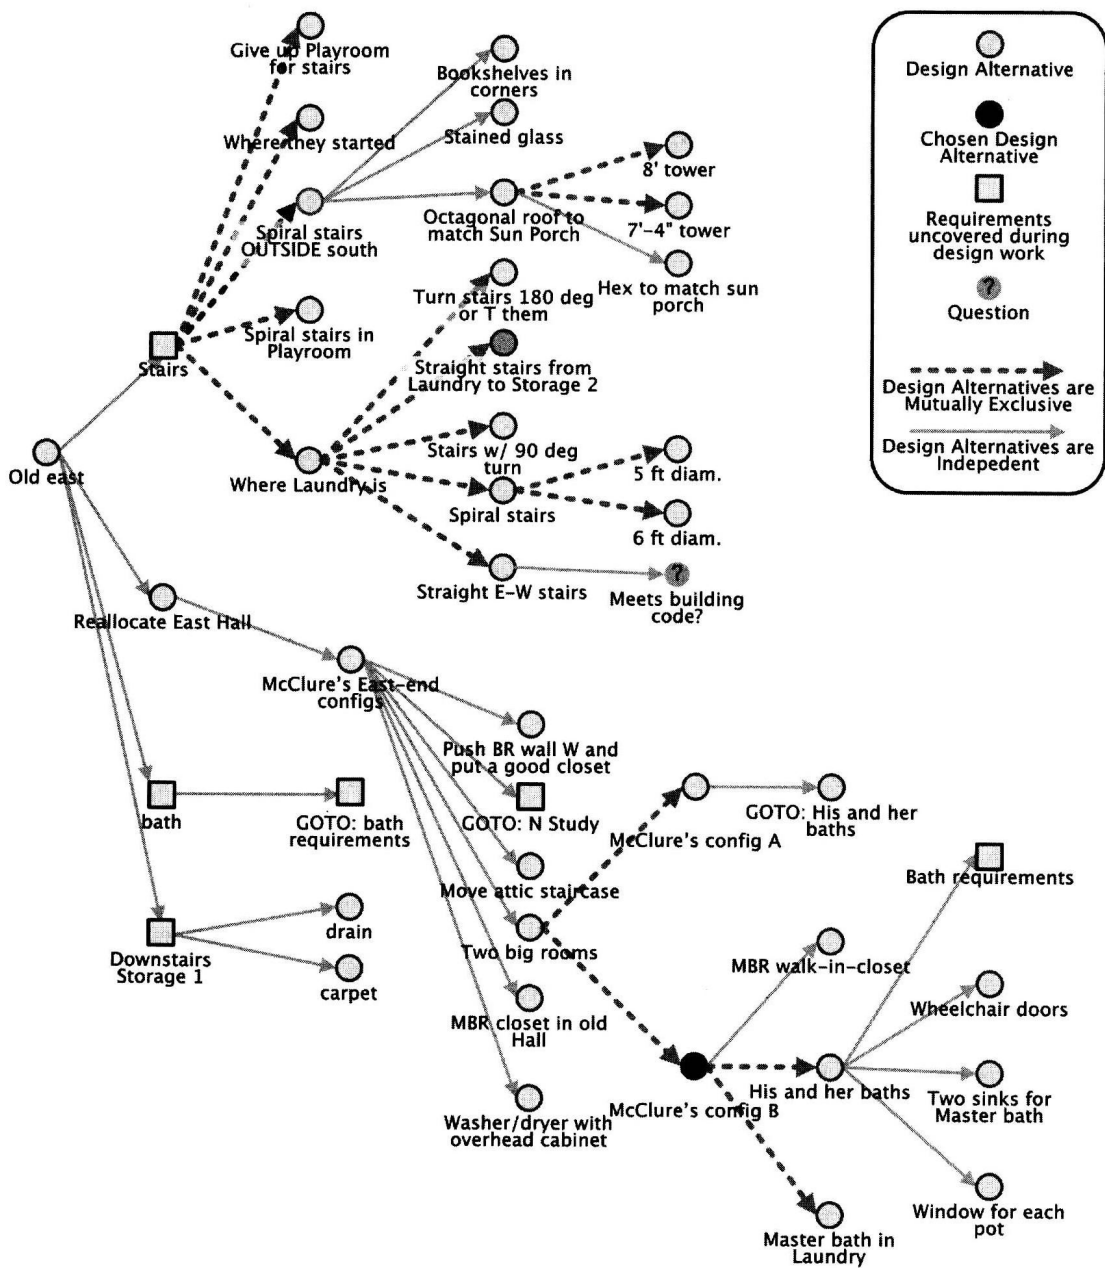 Give up Playroom
for stairs
Where they started
Spiral stairs
OUTSIDE south
Spiral stairs in
Playroom
Stairs
Old east
Bookshelves in
corners
Stained glass
Octagonal roof to
match Sun Porch
8' tower
7'-4" tower
Hex to match sun
porch
Turn stairs 180 deg
or T them
Straight stairs from
Laundry to Storage 2
Stairs w/ 90 deg
turn
Where Laundry is
Spiral stairs
5 ft diam.
6 ft diam.
Straight E-W stairs
?
Meets building
code?
Reallocate East Hall
McClure's East-end
configs
Push BR wall W and
put a good closet
bath
GOTO: bath
requirements
GOTO: N Study
McClure's config A
GOTO: His and her
baths
Move attic staircase
Bath requirements
drain
Downstairs
Storage 1
carpet
Two big rooms
MBR walk-in-closet
MBR closet in old
Hall
Wheelchair doors
Washer/dryer with
overhead cabinet
McClure's config B
His and her baths
Two sinks for
Master bath
Master bath in
Laundry
Window for each
pot
Design Alternative
Chosen Design
Alternative
Requirements
uncovered during
design work
?
Question
Design Alternatives are
Mutually Exclusive
Design Alternatives are
Indepedent